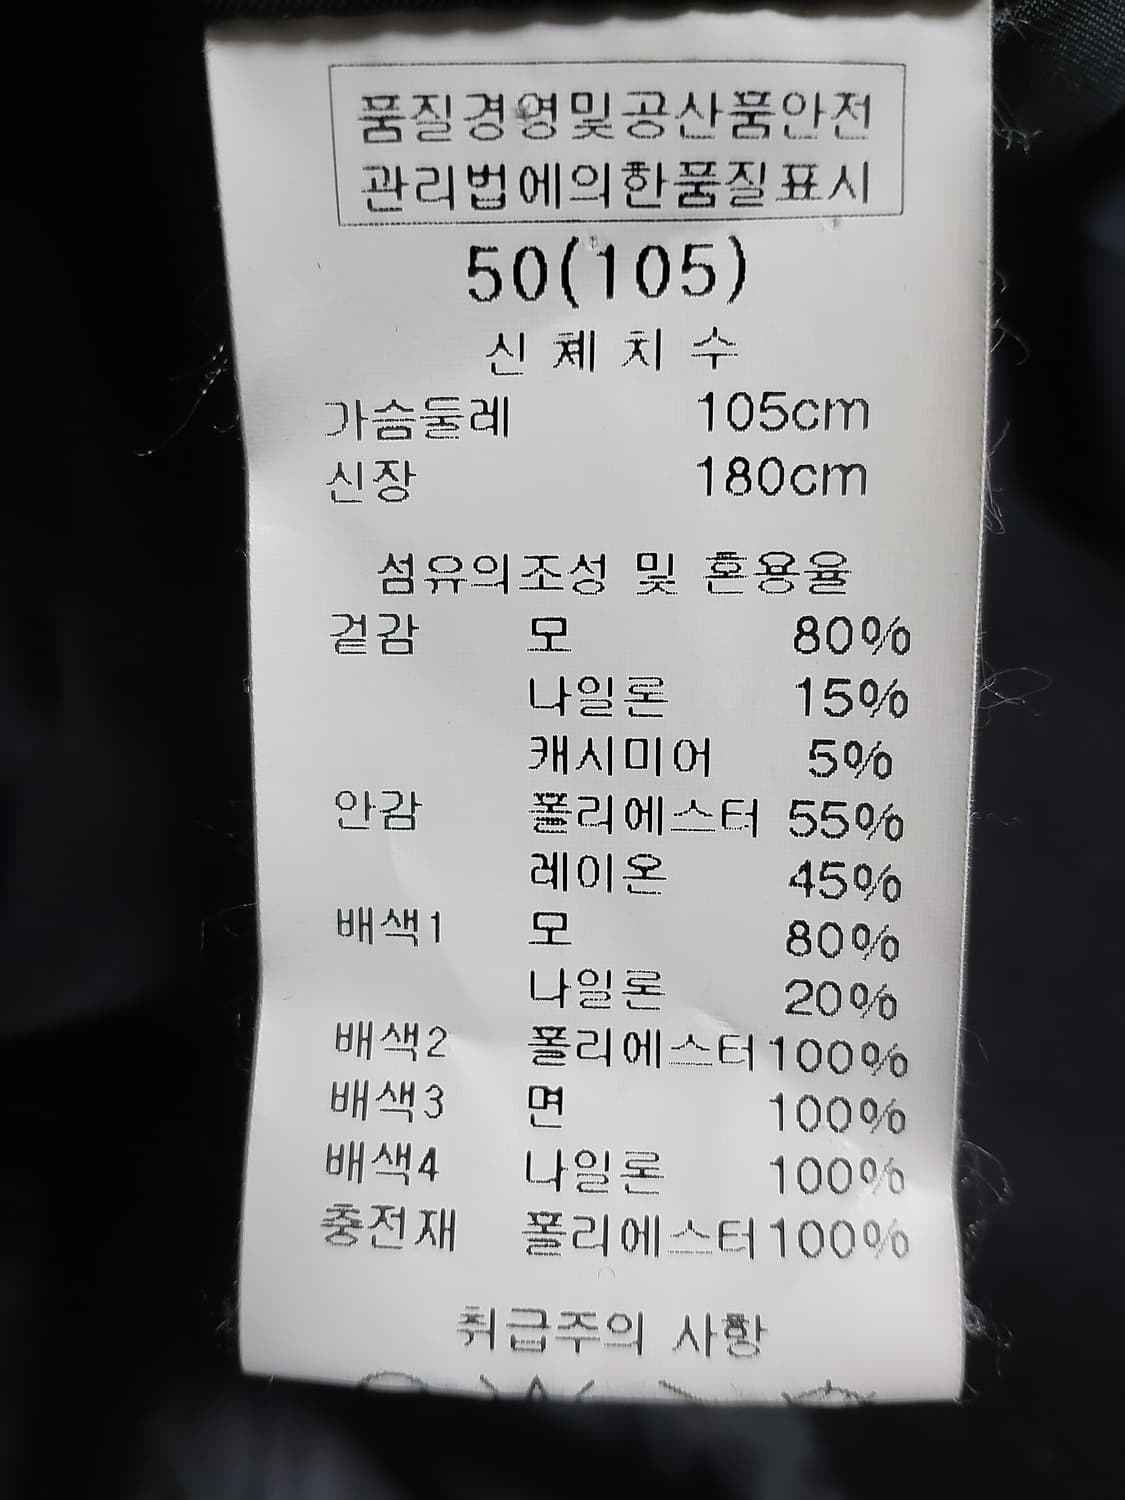 품질경영및공산품안전
관리법에의한품질표시
50(105)
신체치수
가슴둘레 105cm
신장 180cm
섬유의조성 및 혼용율
겉감 모 80%
나일론 15%
캐시미어 5%
안감 폴리에스터 55%
레이온 45%
배색1 모 80%
나일론 20%
배색2 폴리에스터 100%
배색3 면 100%
배색4 나일론 100%
충전재 폴리에스터 100%
취급주의 사항